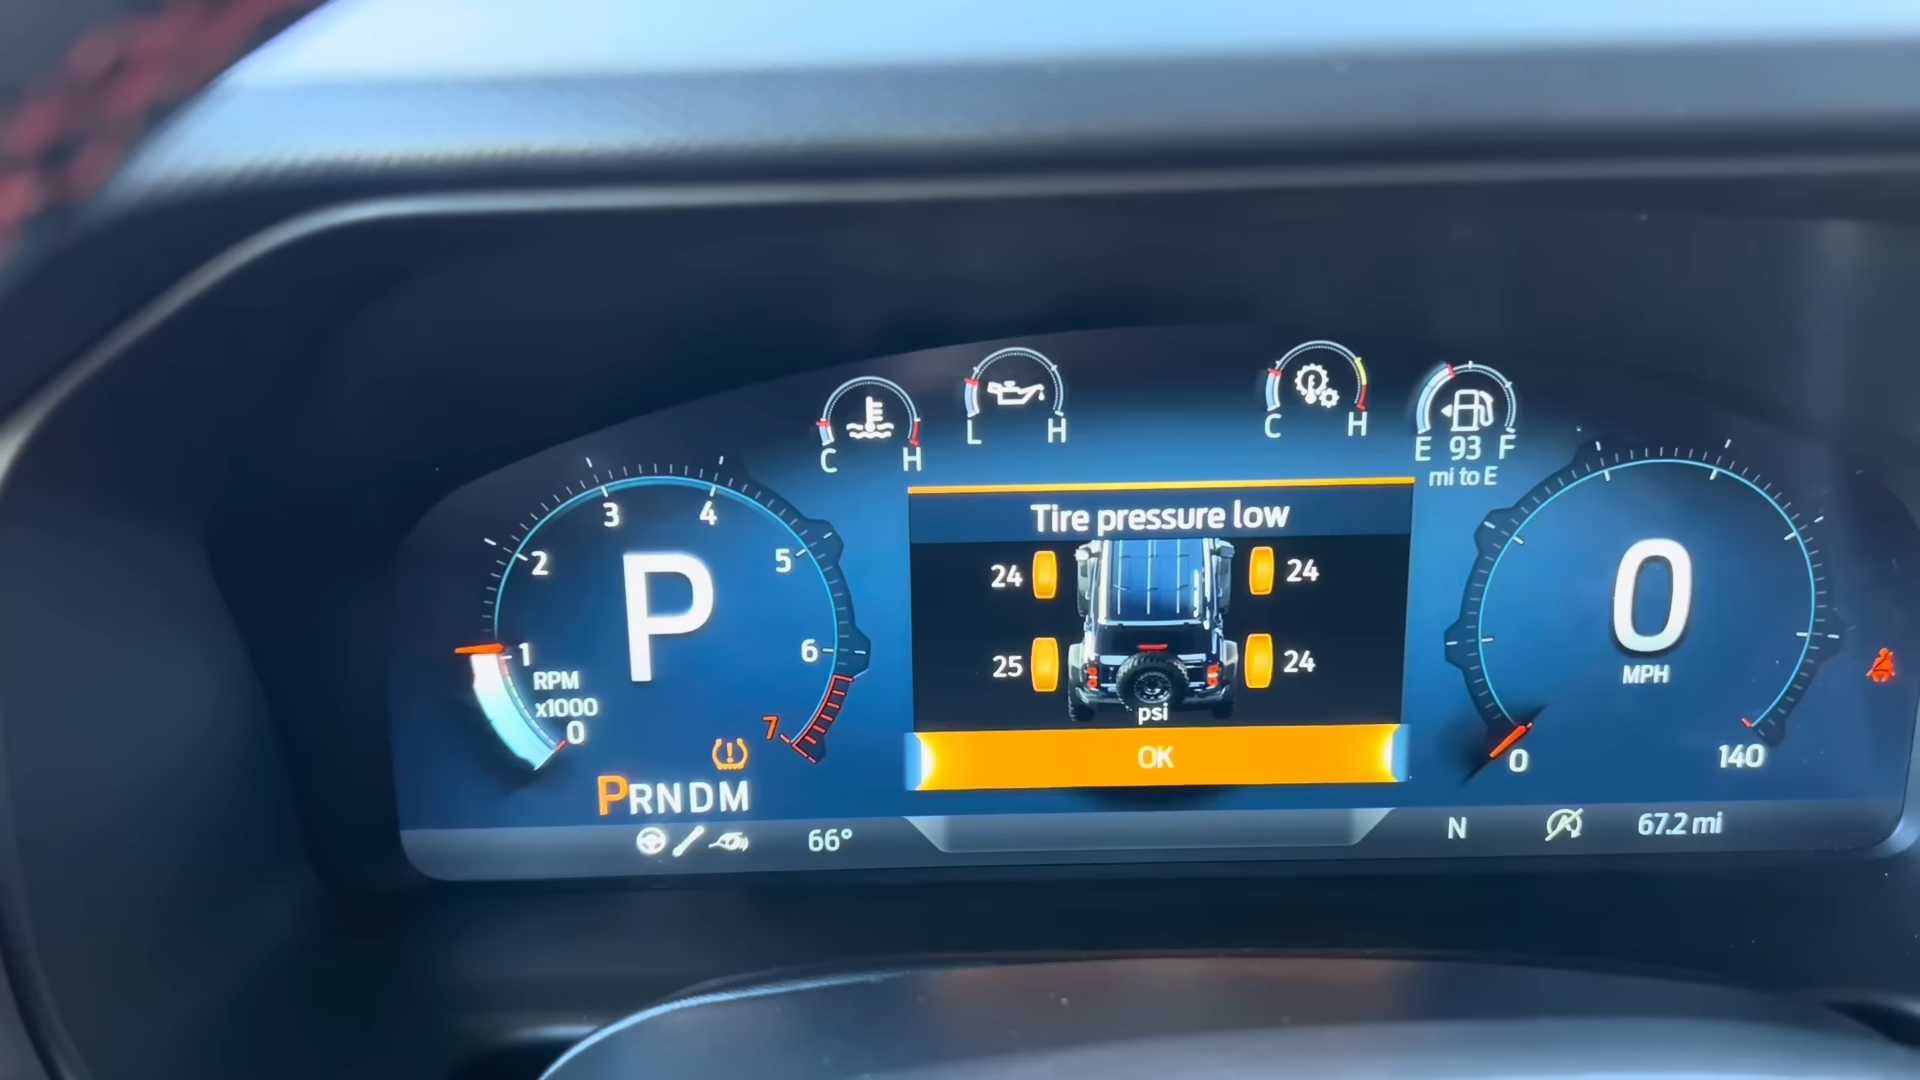 L H
C H
C H
E 93 F
mi to E
1 2 3 4 5 6 7
P
RPM
x1000
0
PRNDM
66°
Tire pressure low
24 24
25 24
psi
OK
0
MPH
0 140
N
67.2 mi